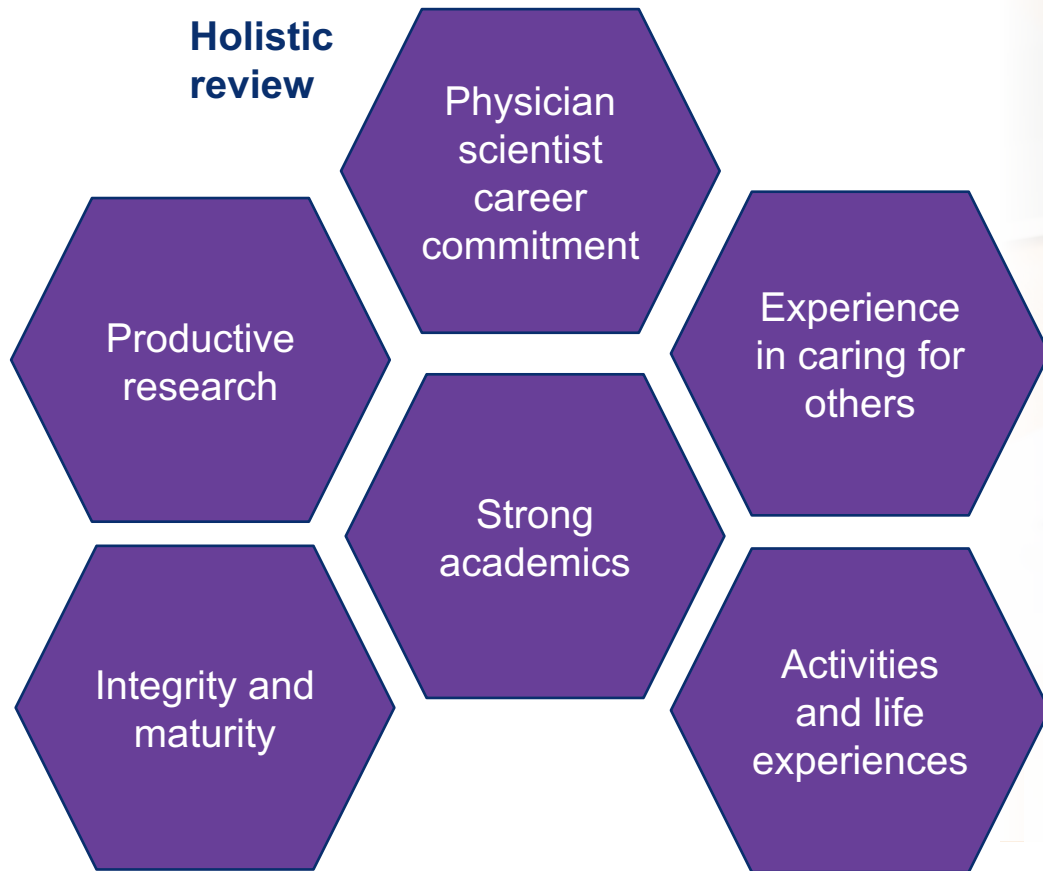 Holistic
review
Physician
scientist
career
commitment
Productive
research
Experience
in caring for
others
Strong
academics
Integrity and
maturity
Activities
and life
experiences